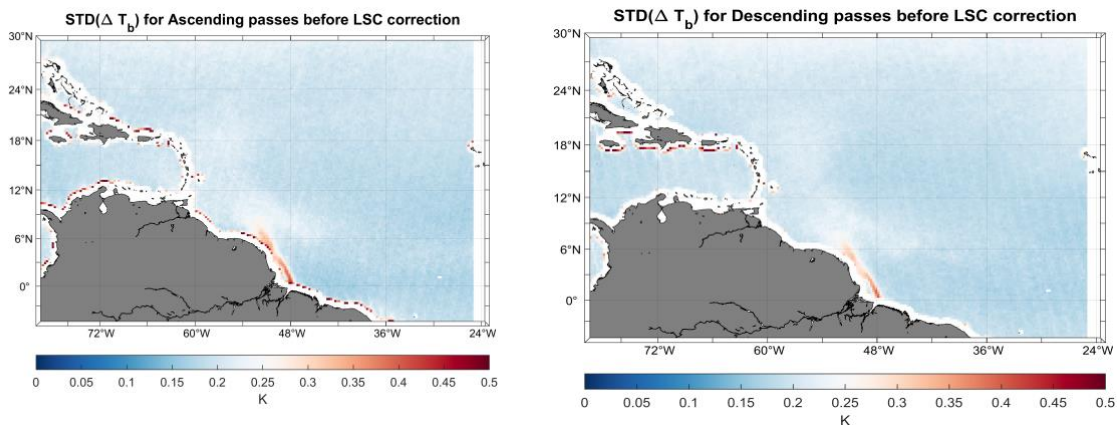 STD(Δ T_b) for Ascending passes before LSC correction
30°N
24°N
18°N
12°N
6°N
0°
72°W 60°W 48°W 36°W 24°W
0 0.05 0.1 0.15 0.2 0.25 0.3 0.35 0.4 0.45 0.5
K
STD(Δ T_b) for Descending passes before LSC correction
30°N
24°N
18°N
12°N
6°N
0°
72°W 60°W 48°W 36°W 24°W
0 0.05 0.1 0.15 0.2 0.25 0.3 0.35 0.4 0.45 0.5
K